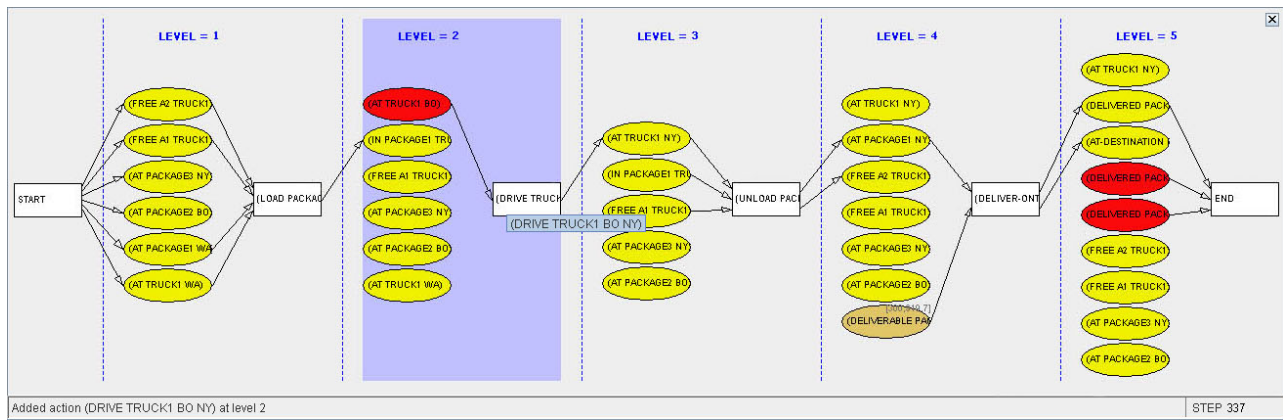 LEVEL = 1
LEVEL = 2
LEVEL = 3
LEVEL = 4
LEVEL = 5
START
(FREE A2 TRUCK1)
(FREE A1 TRUCK1)
(AT PACKAGE3 NY)
(AT PACKAGE2 BO)
(AT PACKAGE1 WA)
(AT TRUCK1 WA)
(LOAD PACKAG
(AT TRUCK1 BO)
(IN PACKAGE1 TRU
(FREE A1 TRUCK1)
(AT PACKAGE3 NY)
(AT PACKAGE2 BO)
(AT TRUCK1 WA)
(DRIVE TRUCK
(DRIVE TRUCK1 BO NY)
(AT TRUCK1 NY)
(IN PACKAGE1 TRU
(FREE A1 TRUCK1
(AT PACKAGE3 NY)
(AT PACKAGE2 BO)
(UNLOAD PACK
(AT TRUCK1 NY)
(AT PACKAGE1 NY)
(FREE A2 TRUCK1)
(FREE A1 TRUCK1)
(AT PACKAGE3 NY)
(AT PACKAGE2 BO)
(DELIVERABLE PAC
(DELIVER-ONT
(AT TRUCK1 NY)
(DELIVERED PACK
(AT-DESTINATION
(DELIVERED PACK
(DELIVERED PACK
(FREE A2 TRUCK1)
(FREE A1 TRUCK1)
(AT PACKAGE3 NY)
(AT PACKAGE2 BO)
END
Added action (DRIVE TRUCK1 BO NY) at level 2
STEP 337